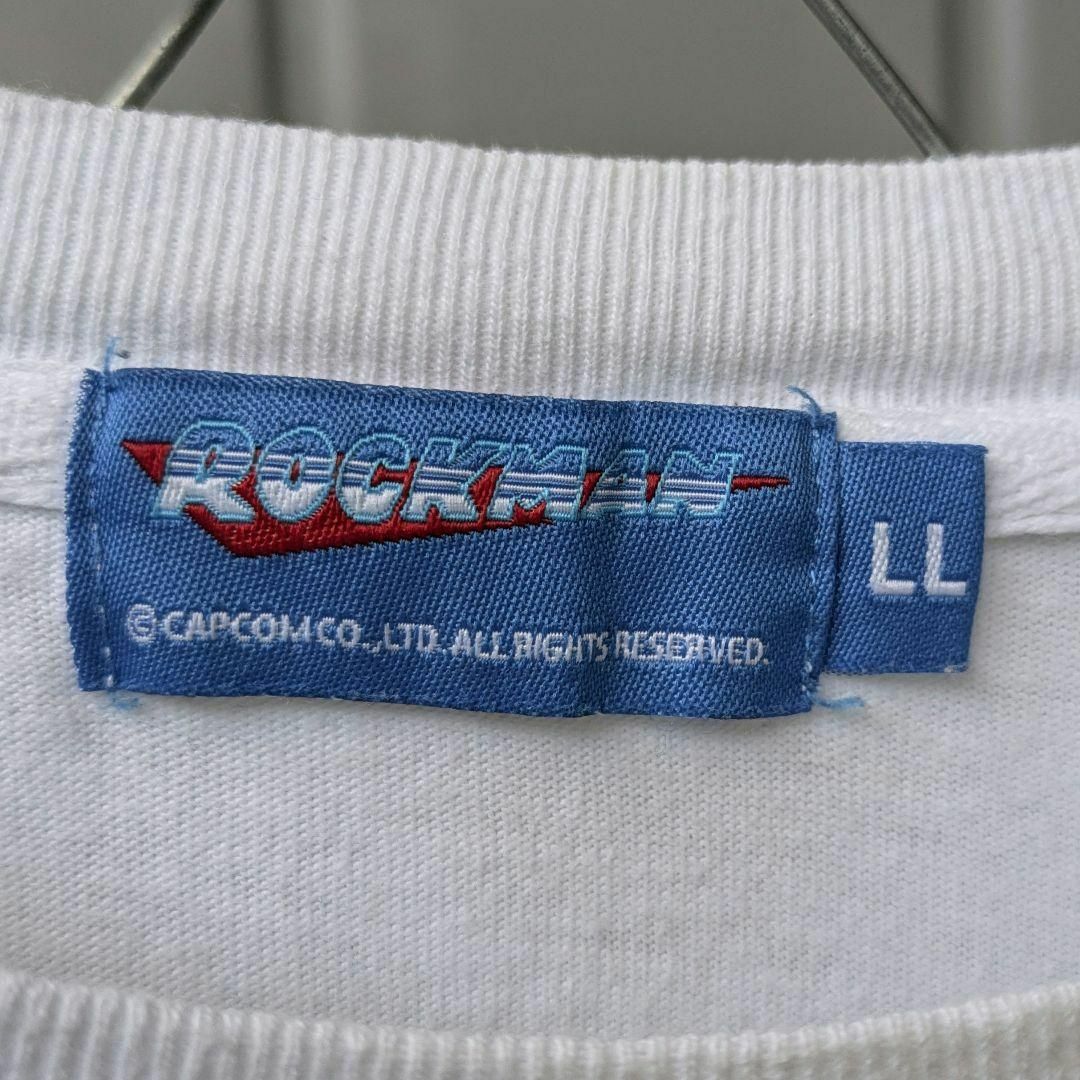 ROCKMAN
LL
©CAPCOM CO.,LTD. ALL RIGHTS RESERVED.